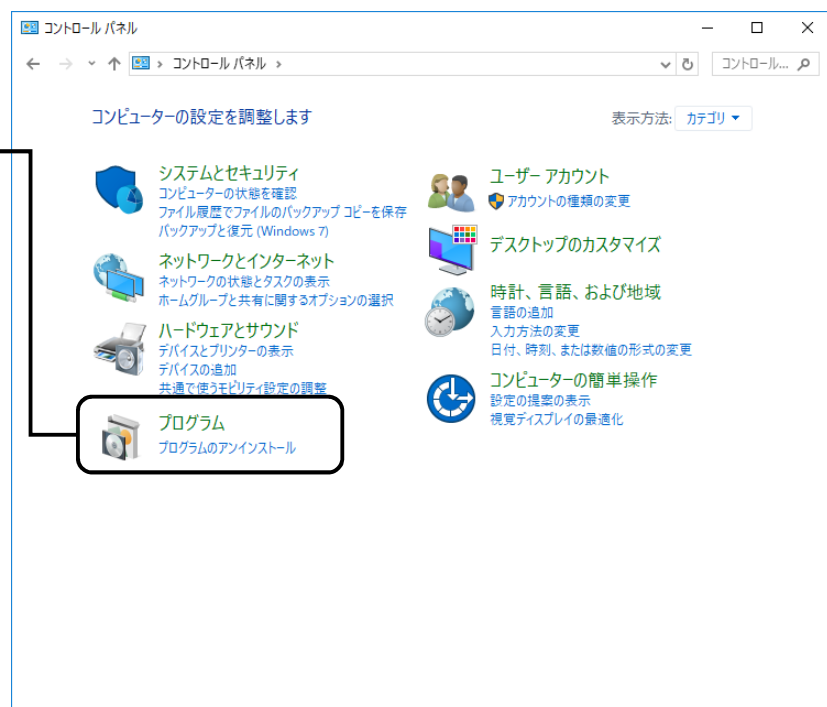 コントロール パネル
コントロール パネル
コントロール...
コンピューターの設定を調整します
表示方法: カテゴリ
システムとセキュリティ
コンピューターの状態を確認
ファイル履歴でファイルのバックアップ コピーを保存
バックアップと復元 (Windows 7)
ネットワークとインターネット
ネットワークの状態とタスクの表示
ホームグループと共有に関するオプションの選択
ハードウェアとサウンド
デバイスとプリンターの表示
デバイスの追加
共通で使うモビリティ設定の調整
プログラム
プログラムのアンインストール
ユーザー アカウント
アカウントの種類の変更
デスクトップのカスタマイズ
時計、言語、および地域
言語の追加
入力方法の変更
日付、時刻、または数値の形式の変更
コンピューターの簡単操作
設定の提案の表示
視覚ディスプレイの最適化